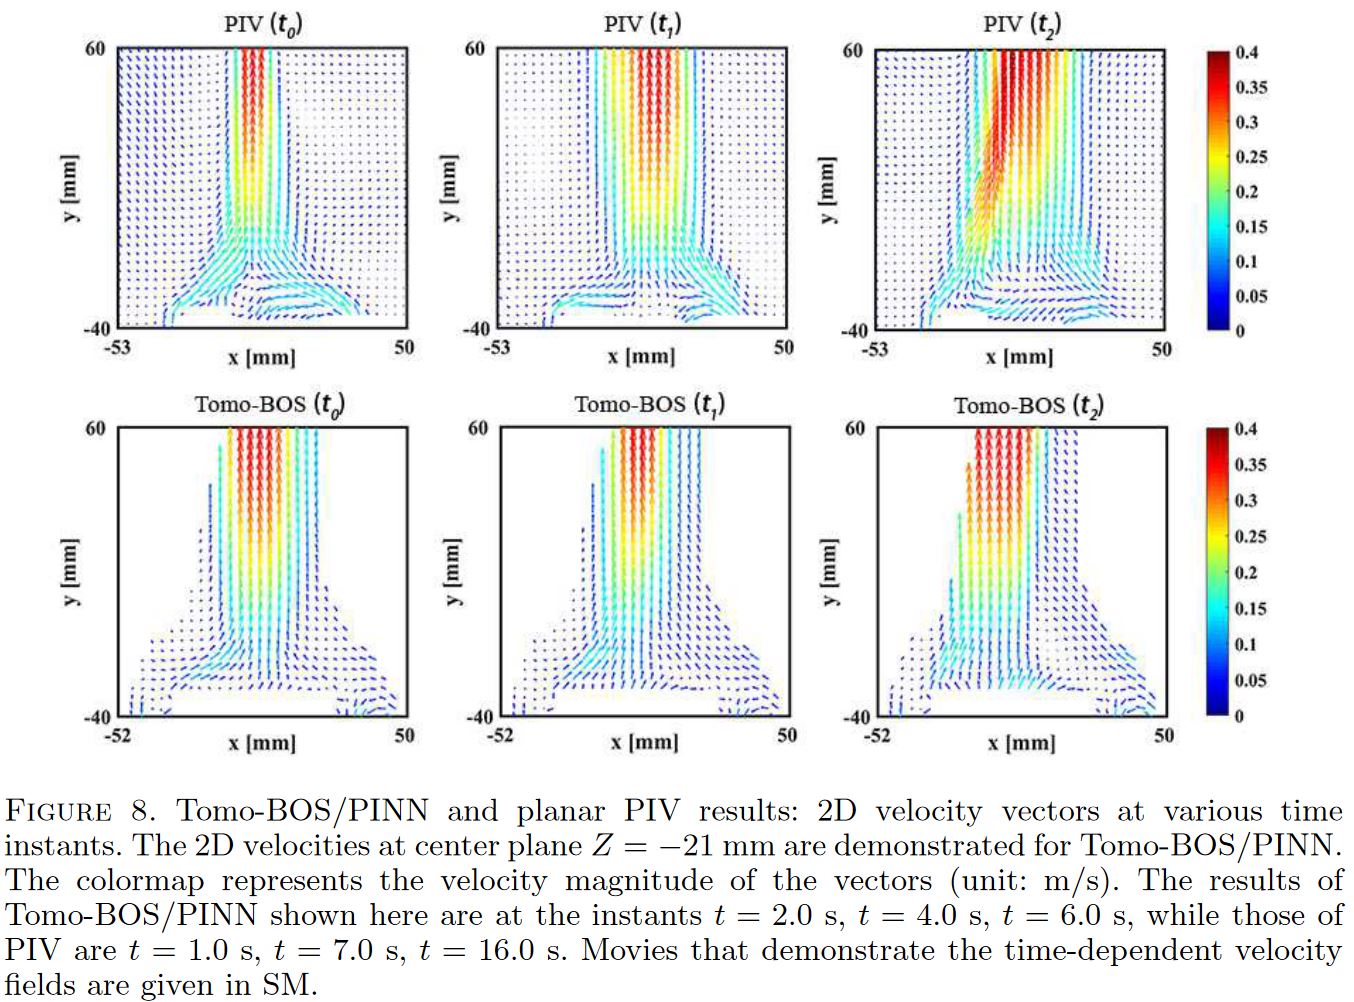 PIV (t0)
PIV (t1)
PIV (t2)
60
60
60
0.4
0.35
0.3
0.25
0.2
0.15
0.1
0.05
0
y [mm]
y [mm]
y [mm]
-40
-40
-40
-53
50
-53
50
-53
50
x [mm]
x [mm]
x [mm]
Tomo-BOS (t0)
Tomo-BOS (t1)
Tomo-BOS (t2)
60
60
60
0.4
0.35
0.3
0.25
0.2
0.15
0.1
0.05
0
y [mm]
y [mm]
y [mm]
-40
-40
-40
-52
50
-52
50
-52
50
x [mm]
x [mm]
x [mm]
FIGURE 8. Tomo-BOS/PINN and planar PIV results: 2D velocity vectors at various time
instants. The 2D velocities at center plane Z = −21 mm are demonstrated for Tomo-BOS/PINN.
The colormap represents the velocity magnitude of the vectors (unit: m/s). The results of
Tomo-BOS/PINN shown here are at the instants t = 2.0 s, t = 4.0 s, t = 6.0 s, while those of
PIV are t = 1.0 s, t = 7.0 s, t = 16.0 s. Movies that demonstrate the time-dependent velocity
fields are given in SM.